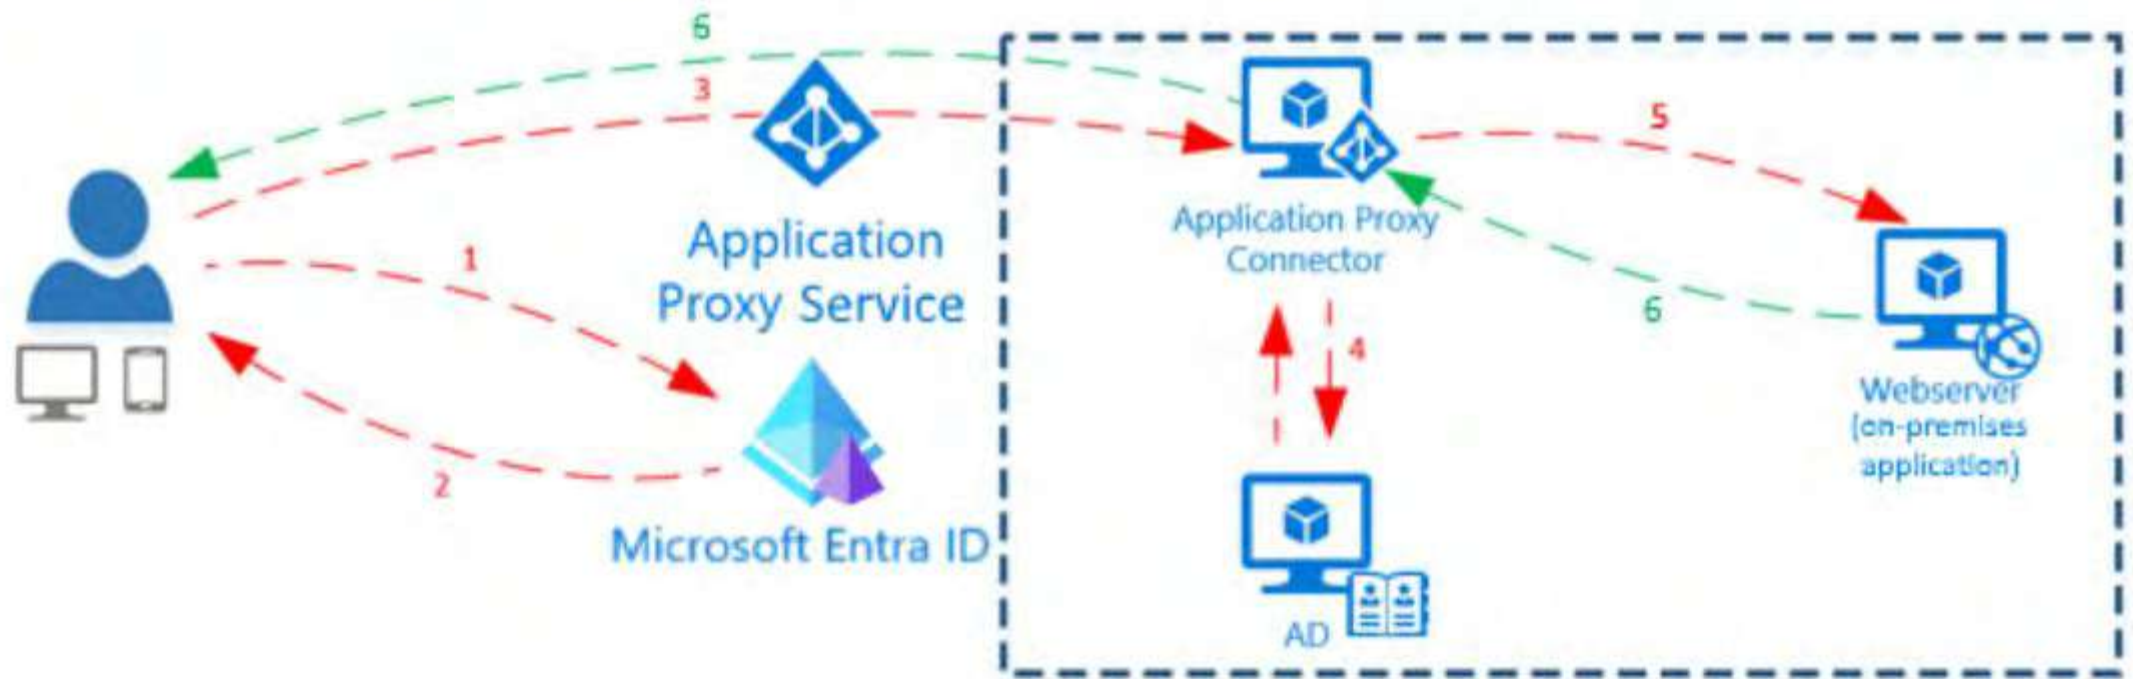 6
3
5
1
Application
Proxy Service
Application Proxy
Connector
6
4
2
Webserver
(on-premises
application)
Microsoft Entra ID
AD